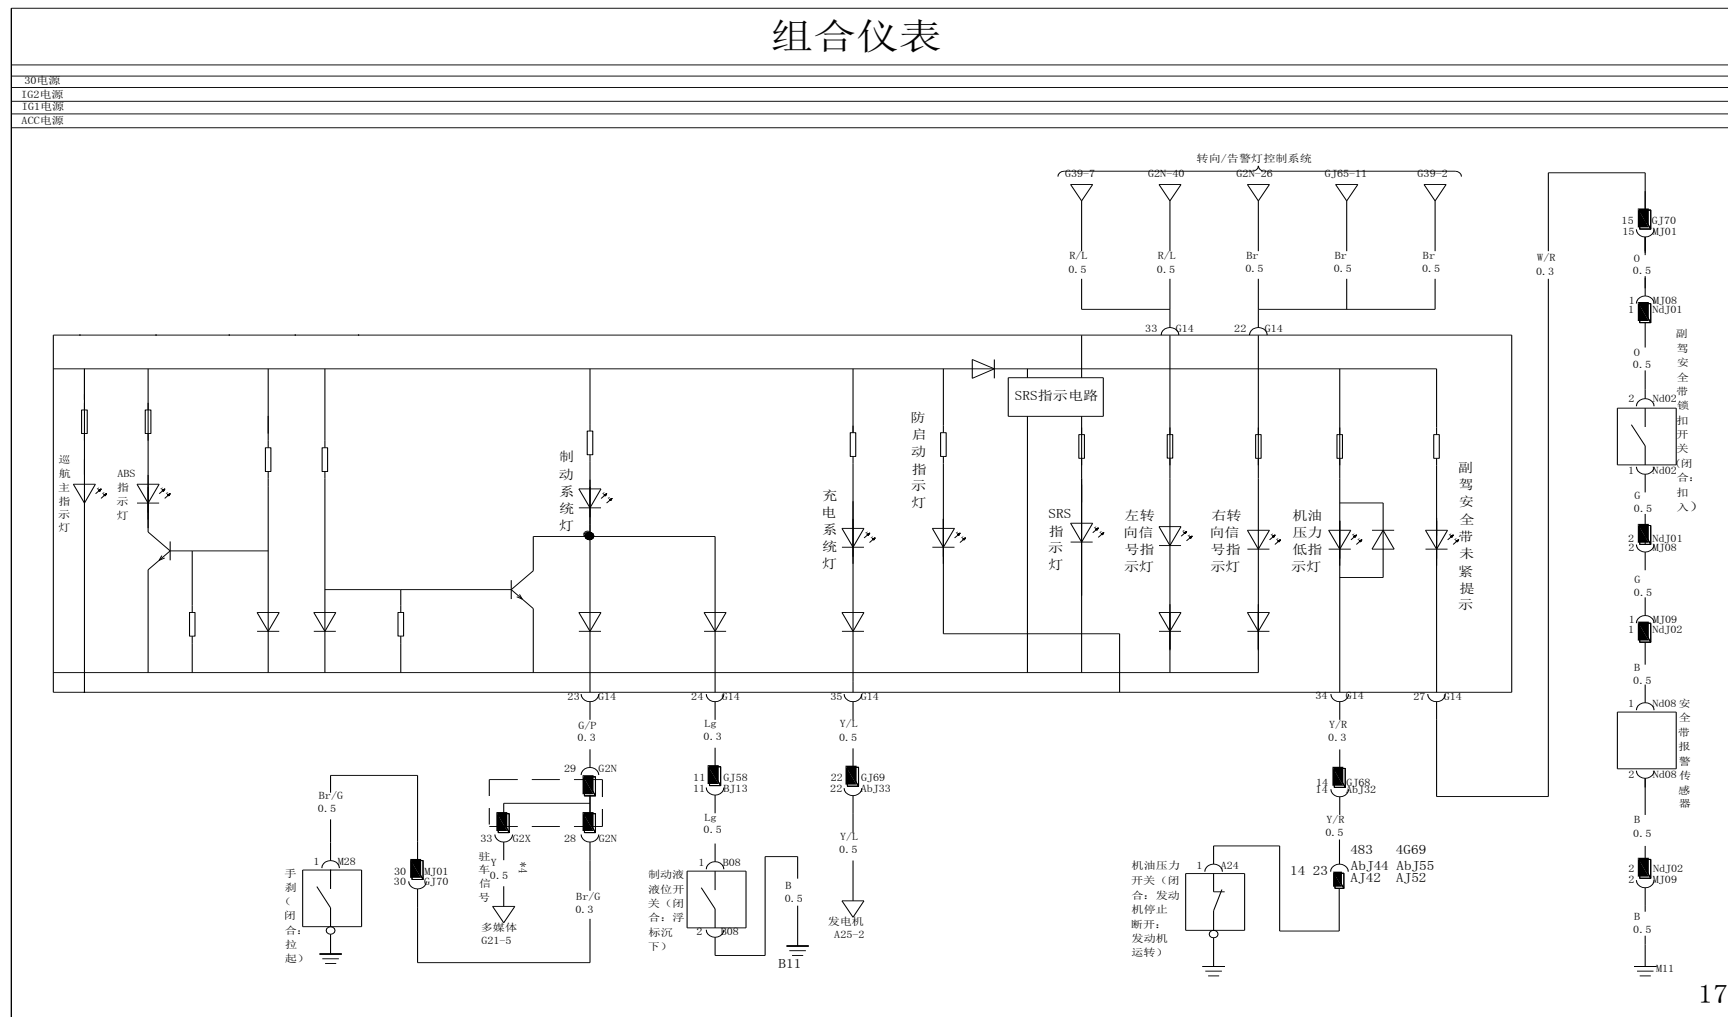 组合仪表
30电源
IG2电源
IG1电源
ACC电源
转向/告警灯控制系统
G39-7
G2N-40
G2N-26
GJ65-11
G39-2
R/L
0.5
R/L
0.5
Br
0.5
Br
0.5
Br
0.5
W/R
0.3
33 G14
22 G14
15 GJ70
15 MJ01
O
0.5
1 MJ08
1 NdJ01
O
0.5
2 Nd02
副驾安全带锁扣开关(闭合:扣入)
1 Nd02
G
0.5
2 NdJ01
2 MJ08
G
0.5
1 MJ09
1 NdJ02
B
0.5
1 Nd08
安全带报警传感器
2 Nd08
B
0.5
2 NdJ02
2 MJ09
B
0.5
M11
巡航主指示灯
ABS
指示灯
制动系统灯
充电系统灯
防启动指示灯
SRS指示电路
SRS
指示灯
左转
向信
号指
示灯
右转
向信
号指
示灯
机油
压力
低指
示灯
副驾安全带未紧提示
23 G14
24 G14
35 G14
34 G14
27 G14
G/P
0.3
Lg
0.3
Y/L
0.5
Y/R
0.3
29 G2N
11 GJ58
11 BJ13
22 GJ69
22 AbJ33
14 GJ68
14 AbJ32
Br/G
0.5
33 G2X
28 G2N
Lg
0.5
Y/L
0.5
Y/R
0.5
483 4G69
14 23 AbJ44 AbJ55
AJ42 AJ52
1 M28
手刹(闭合:拉起)
30 MJ01
30 GJ70
驻车信号
Y
0.5
*4
多媒体
G21-5
Br/G
0.3
1 B08
制动液
液位开
关(闭
合:浮
标沉
下)
2 B08
B
0.5
B11
发电机
A25-2
1 A24
机油压力
开关(闭
合:发动
机停止
断开:
发动机
运转)
17